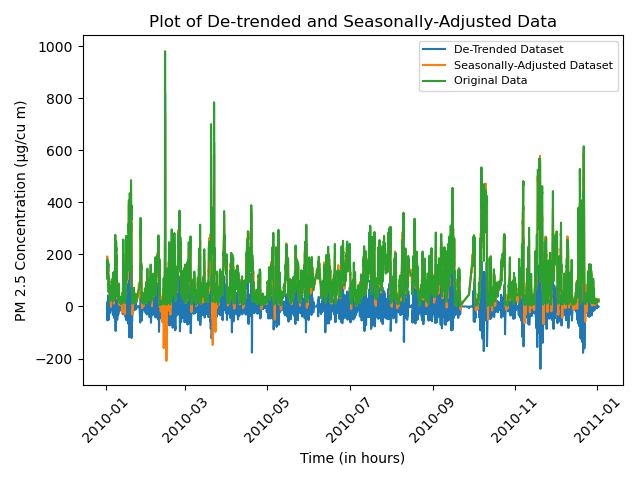 Plot of De-trended and Seasonally-Adjusted Data
De-Trended Dataset
Seasonally-Adjusted Dataset
Original Data
PM 2.5 Concentration (μg/cu m)
1000
800
600
400
200
0
−200
2010-01
2010-03
2010-05
2010-07
2010-09
2010-11
2011-01
Time (in hours)